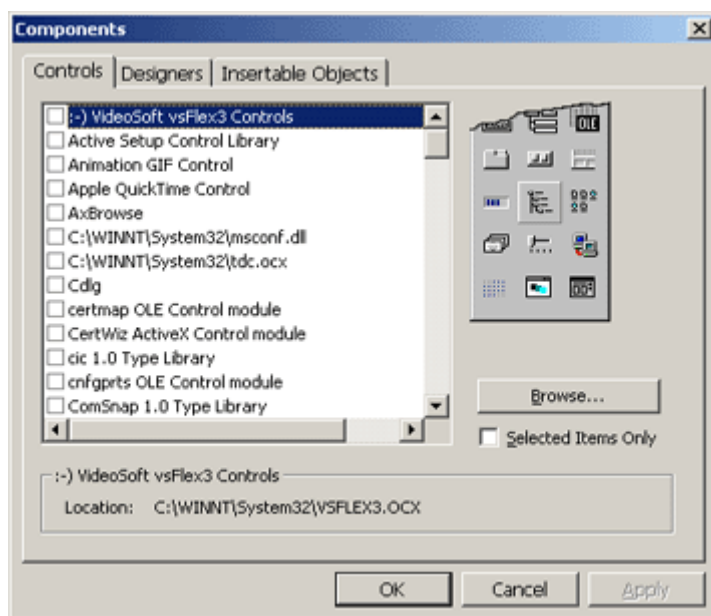 Components
Controls Designers Insertable Objects
:-) VideoSoft vsFlex3 Controls
Active Setup Control Library
Animation GIF Control
Apple QuickTime Control
AxBrowse
C:\WINNT\System32\msconf.dll
C:\WINNT\System32\tdc.ocx
Cdlg
certmap OLE Control module
CertWiz ActiveX Control module
cic 1.0 Type Library
cnfgprts OLE Control module
ComSnap 1.0 Type Library
OLE
Browse...
Selected Items Only
:-) VideoSoft vsFlex3 Controls
Location: C:\WINNT\System32\VSFLEX3.OCX
OK Cancel Apply